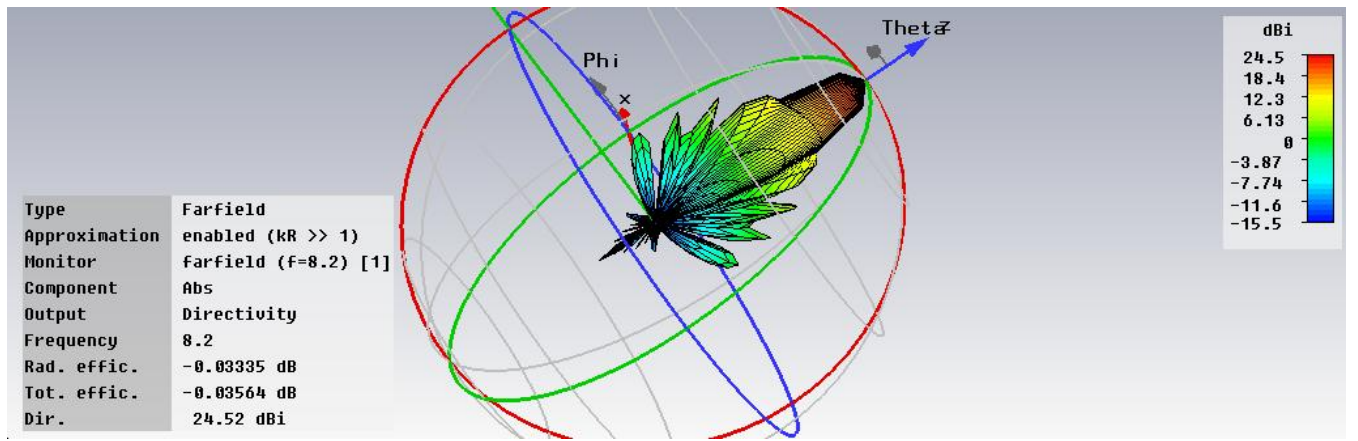 Theta z
Phi
x
dBi
24.5
18.4
12.3
6.13
0
-3.87
-7.74
-11.6
-15.5
Type Farfield
Approximation enabled (kR >> 1)
Monitor farfield (f=8.2) [1]
Component Abs
Output Directivity
Frequency 8.2
Rad. effic. -0.03335 dB
Tot. effic. -0.03564 dB
Dir. 24.52 dBi